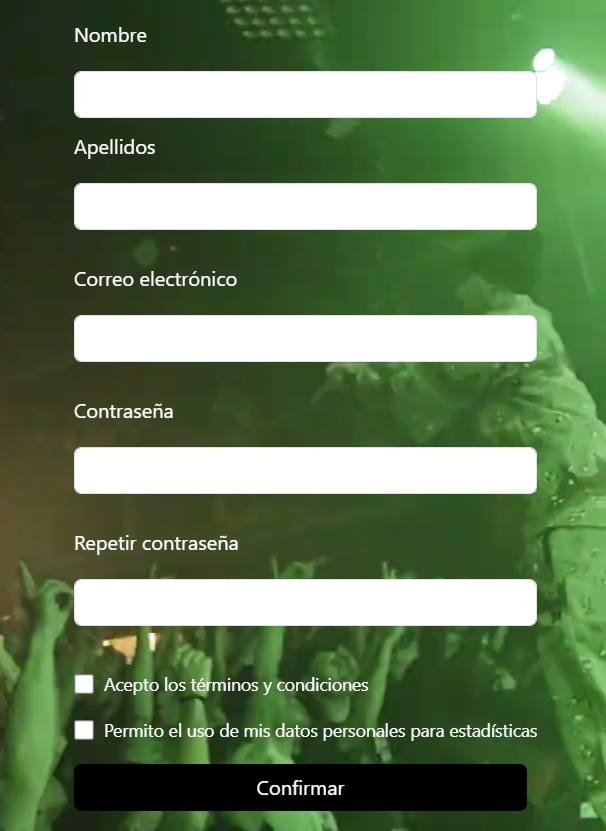 Nombre
Apellidos
Correo electrónico
Contraseña
Repetir contraseña
Acepto los términos y condiciones
Permito el uso de mis datos personales para estadísticas
Confirmar